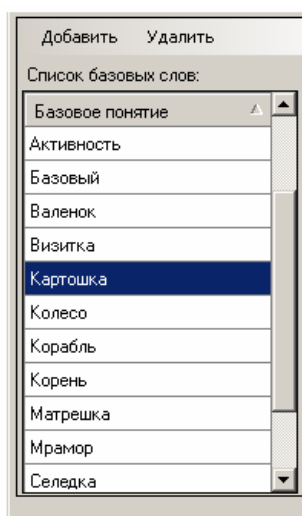 Добавить Удалить
Список базовых слов:
Базовое понятие
Активность
Базовый
Валенок
Визитка
Картошка
Колесо
Корабль
Корень
Матрешка
Мрамор
Селедка